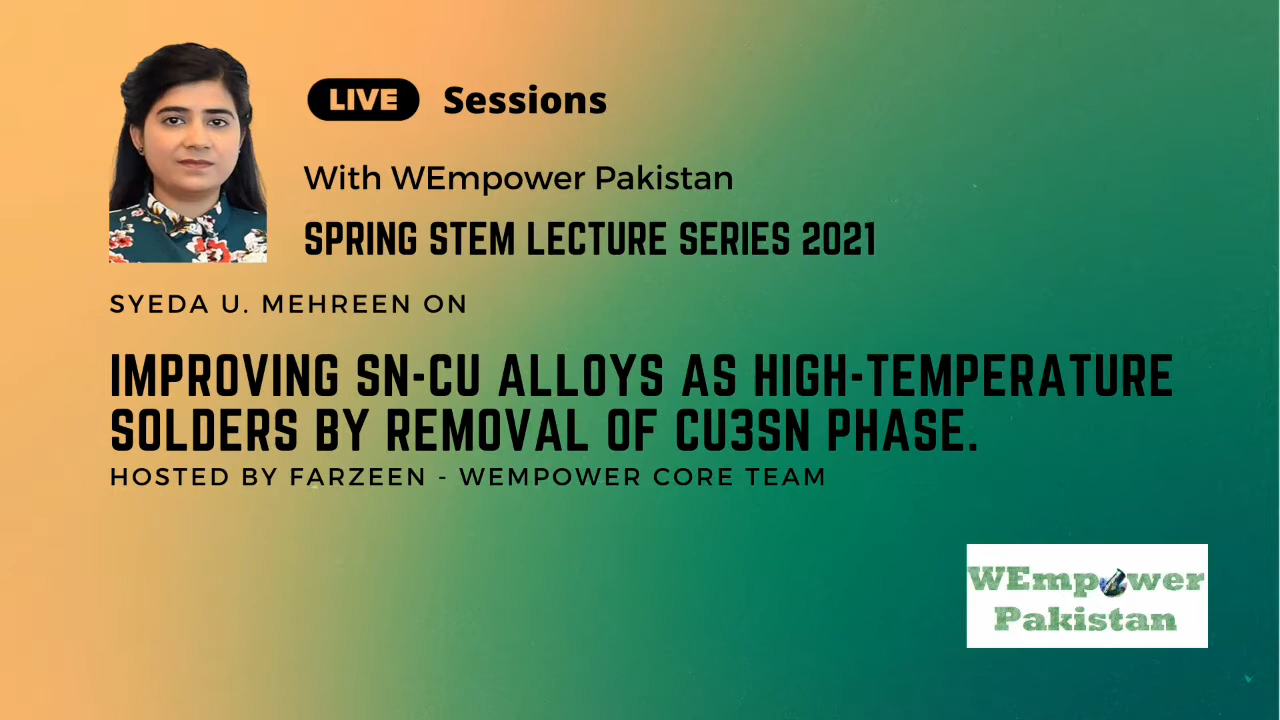 LIVE Sessions
With WEmpower Pakistan
SPRING STEM LECTURE SERIES 2021
SYEDA U. MEHREEN ON
IMPROVING SN-CU ALLOYS AS HIGH-TEMPERATURE
SOLDERS BY REMOVAL OF CU3SN PHASE.
HOSTED BY FARZEEN - WEMPOWER CORE TEAM
WEmpower
Pakistan